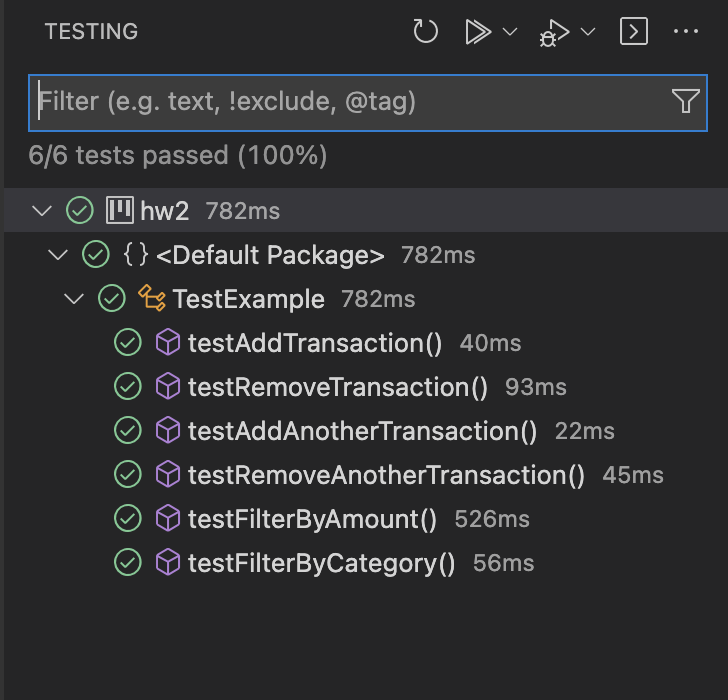 TESTING
Filter (e.g. text, !exclude, @tag)
6/6 tests passed (100%)
hw2 782ms
{} <Default Package> 782ms
TestExample 782ms
testAddTransaction() 40ms
testRemoveTransaction() 93ms
testAddAnotherTransaction() 22ms
testRemoveAnotherTransaction() 45ms
testFilterByAmount() 526ms
testFilterByCategory() 56ms